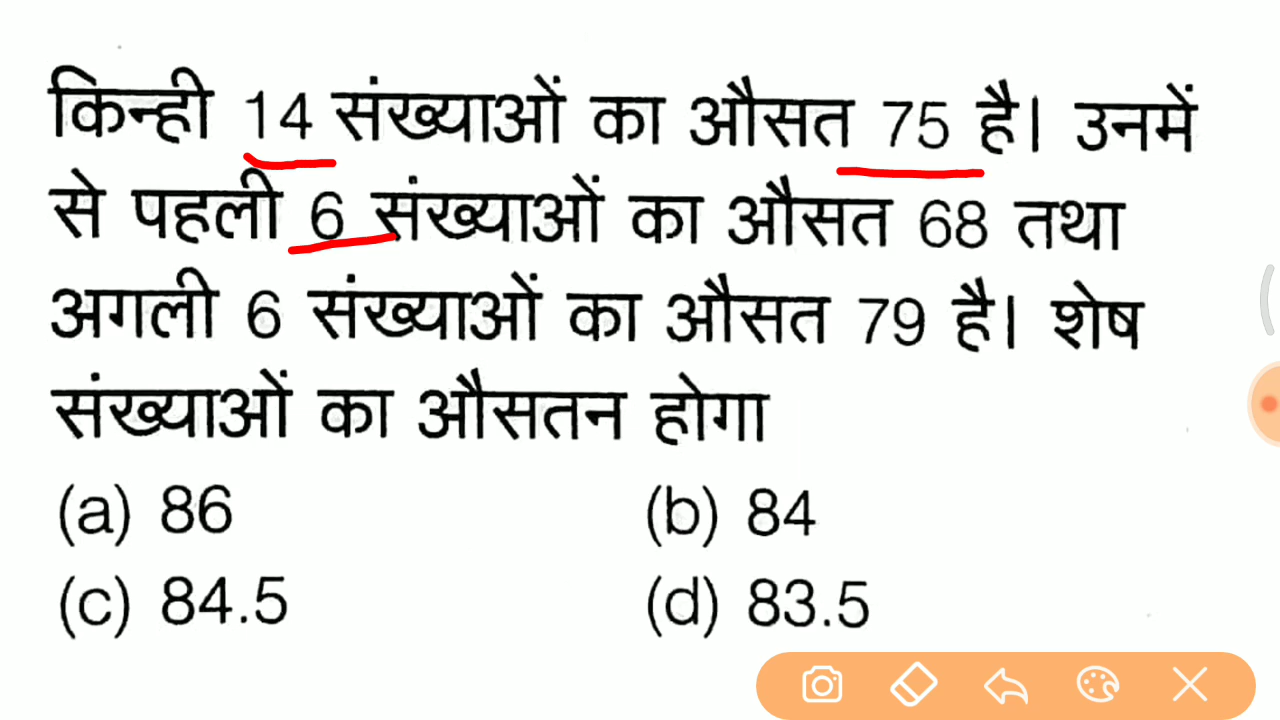 किन्ही 14 संख्याओं का औसत 75 है। उनमें
से पहली 6 संख्याओं का औसत 68 तथा
अगली 6 संख्याओं का औसत 79 है। शेष
संख्याओं का औसतन होगा
(a) 86 (b) 84
(c) 84.5 (d) 83.5